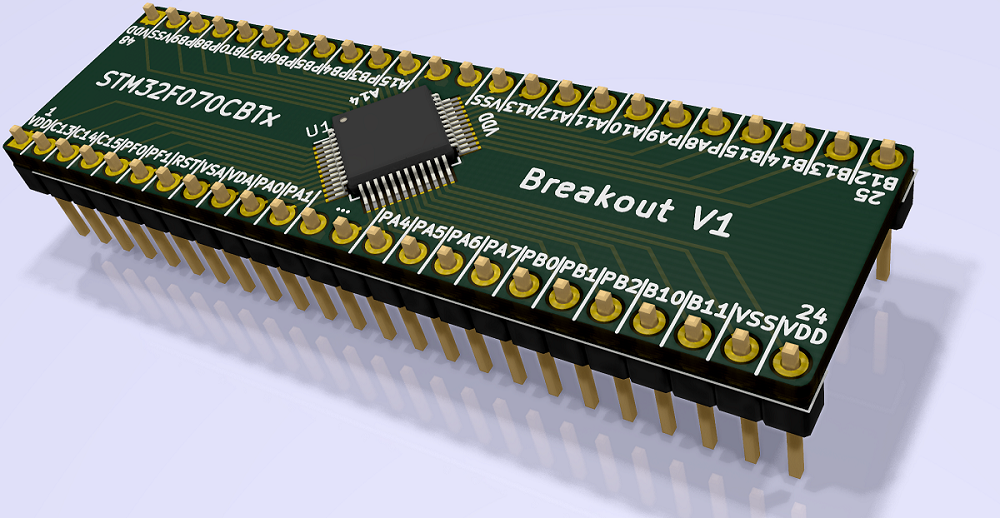 VDD|VSS|PB9|PB8|BT0|PB7|PB6|PB5|PB4|PB3|A15|
48
A14
STM32F070CBTx
U1
VSS|A13|A12|A11|A10|PA9|PA8|B15|B14|B13|B12
VDD
25
1
VDD|C13|C14|C15|PF0|PF1|RST|VSA|VDA|PA0|PA1|
...
Breakout V1
|PA4|PA5|PA6|PA7|PB0|PB1|PB2|B10|B11|VSS|VDD
24